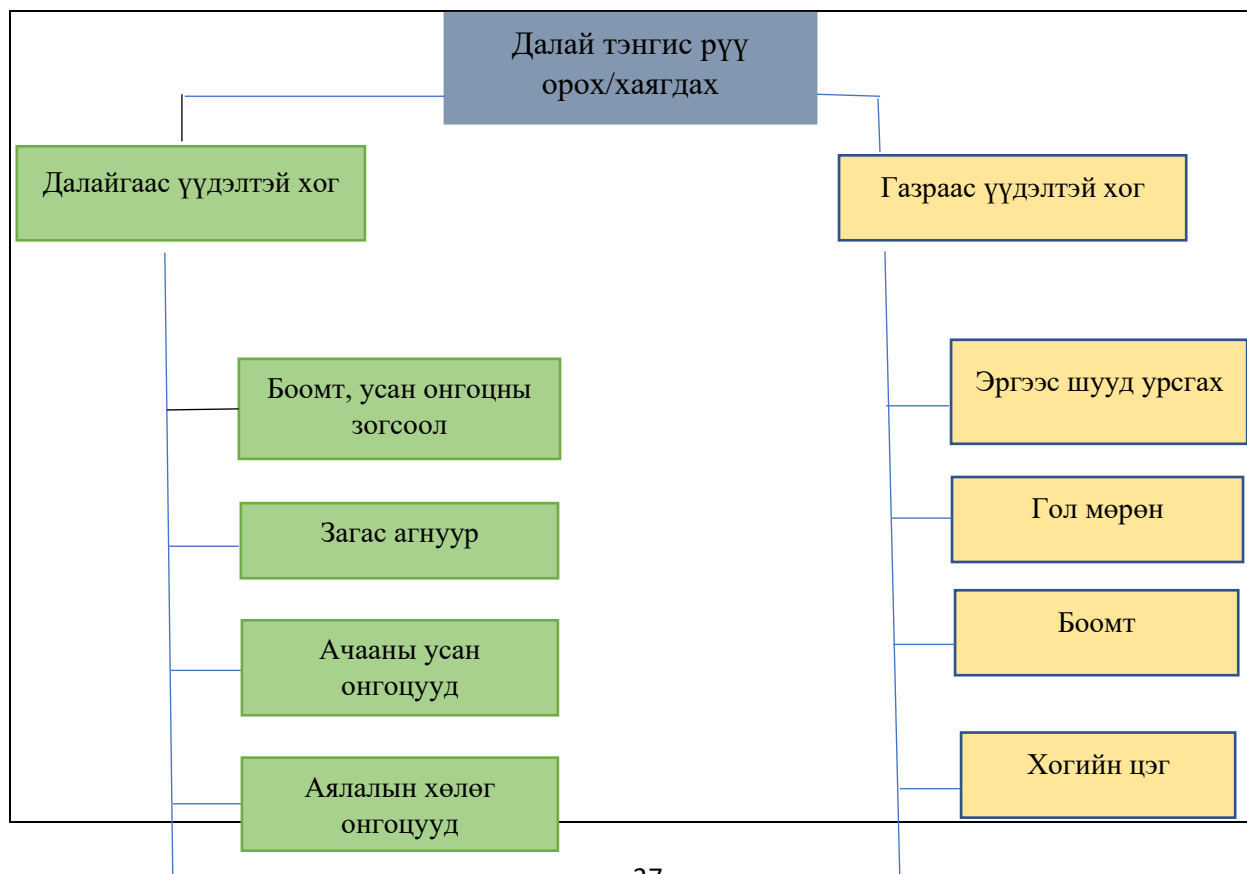 Далай тэнгис рүү
орох/хаягдах
Далайгаас үүдэлтэй хог
Газраас үүдэлтэй хог
Боомт, усан онгоцны
зогсоол
Загас агнуур
Ачааны усан
онгоцууд
Аялалын хөлөг
онгоцууд
Эргээс шууд урсгах
Гол мөрөн
Боомт
Хогийн цэг